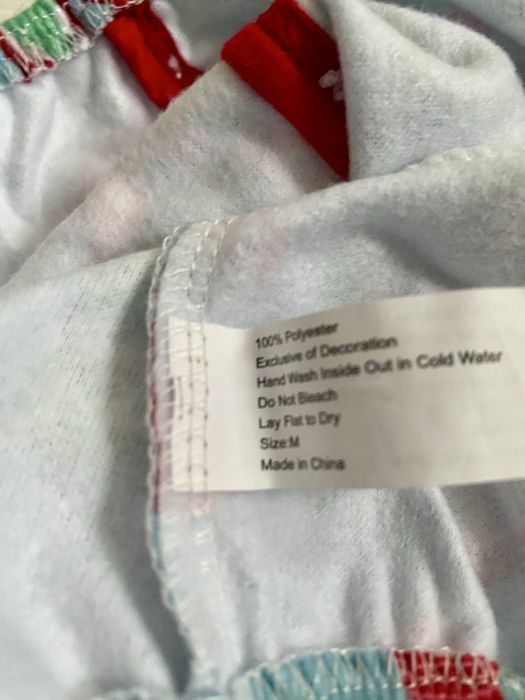 100% Polyester
Exclusive of Decoration
Hand Wash Inside Out in Cold Water
Do Not Bleach
Lay Flat to Dry
Size:M
Made in China